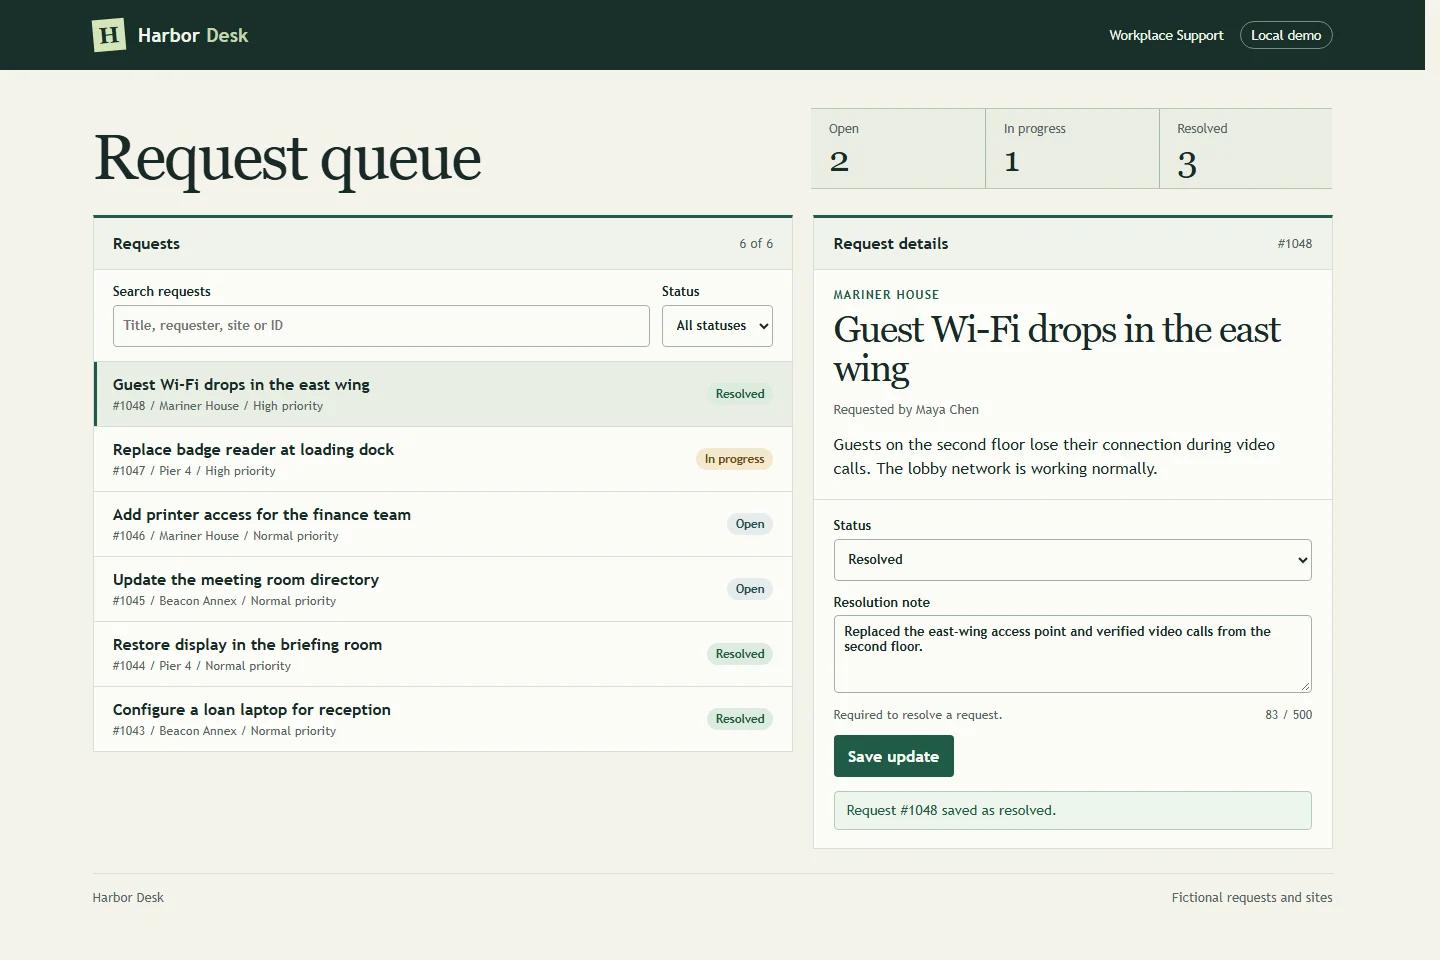 H Harbor Desk
Workplace Support
Local demo
Request queue
Open
2
In progress
1
Resolved
3
Requests
6 of 6
Search requests
Title, requester, site or ID
Status
All statuses
Guest Wi-Fi drops in the east wing
#1048 / Mariner House / High priority
Resolved
Replace badge reader at loading dock
#1047 / Pier 4 / High priority
In progress
Add printer access for the finance team
#1046 / Mariner House / Normal priority
Open
Update the meeting room directory
#1045 / Beacon Annex / Normal priority
Open
Restore display in the briefing room
#1044 / Pier 4 / Normal priority
Resolved
Configure a loan laptop for reception
#1043 / Beacon Annex / Normal priority
Resolved
Request details
#1048
MARINER HOUSE
Guest Wi-Fi drops in the east
wing
Requested by Maya Chen
Guests on the second floor lose their connection during video
calls. The lobby network is working normally.
Status
Resolved
Resolution note
Replaced the east-wing access point and verified video calls from the
second floor.
Required to resolve a request.
83 / 500
Save update
Request #1048 saved as resolved.
Harbor Desk
Fictional requests and sites